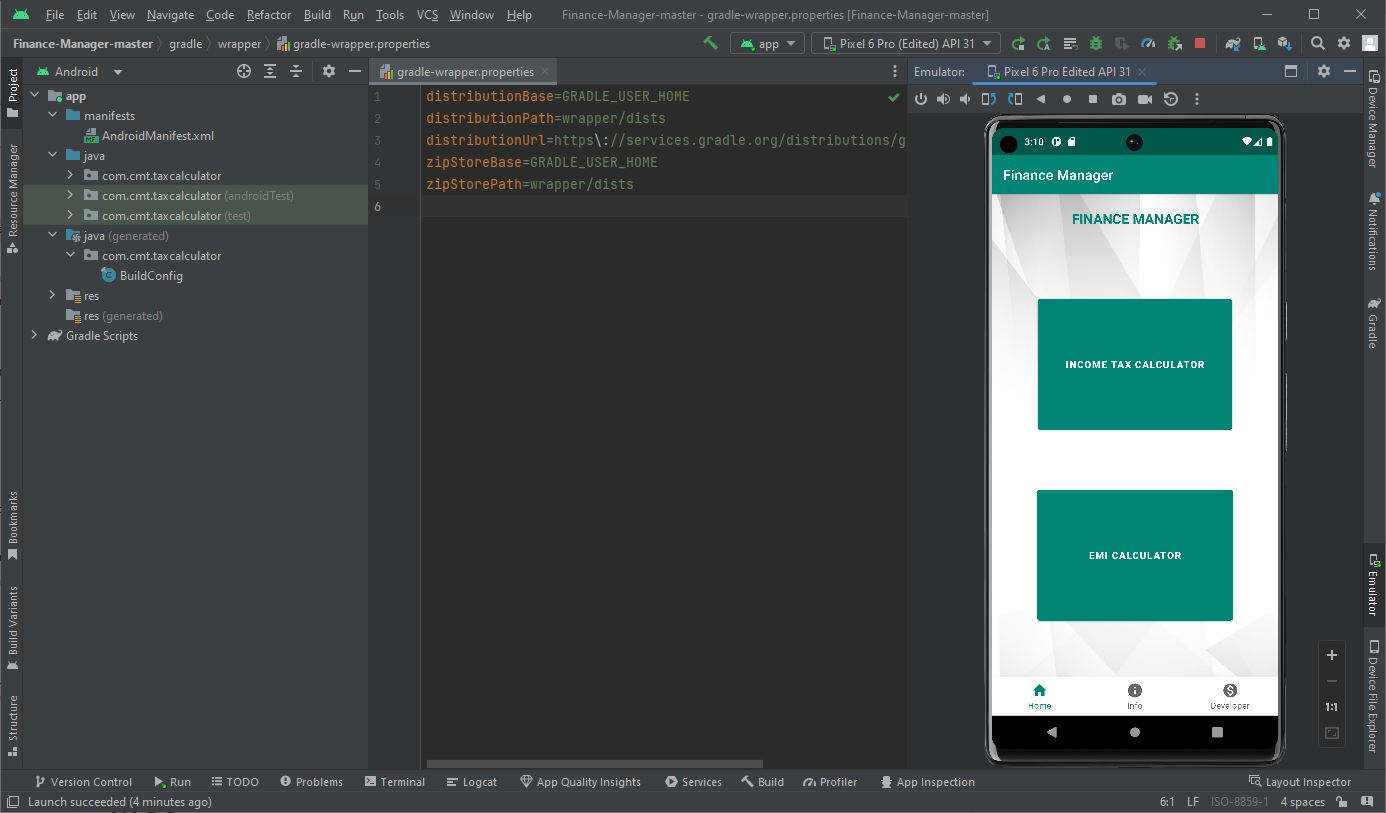 File Edit View Navigate Code Refactor Build Run Tools VCS Window Help Finance-Manager-master - gradle-wrapper.properties [Finance-Manager-master]
Finance-Manager-master gradle wrapper gradle-wrapper.properties app Pixel 6 Pro (Edited) API 31
Project
Resource Manager
Bookmarks
Build Variants
Structure
Android
app
manifests
AndroidManifest.xml
java
com.cmt.taxcalculator
com.cmt.taxcalculator (androidTest)
com.cmt.taxcalculator (test)
java (generated)
com.cmt.taxcalculator
BuildConfig
res
res (generated)
Gradle Scripts
gradle-wrapper.properties
1 distributionBase=GRADLE_USER_HOME
2 distributionPath=wrapper/dists
3 distributionUrl=https\://services.gradle.org/distributions/g
4 zipStoreBase=GRADLE_USER_HOME
5 zipStorePath=wrapper/dists
6
Emulator: Pixel 6 Pro Edited API 31
3:10
Finance Manager
FINANCE MANAGER
INCOME TAX CALCULATOR
EMI CALCULATOR
Home Info Developer
1:1
Device Manager
Notifications
Gradle
Emulator
Device File Explorer
Version Control Run TODO Problems Terminal Logcat App Quality Insights Services Build Profiler App Inspection Layout Inspector
Launch succeeded (4 minutes ago) 6:1 LF ISO-8859-1 4 spaces